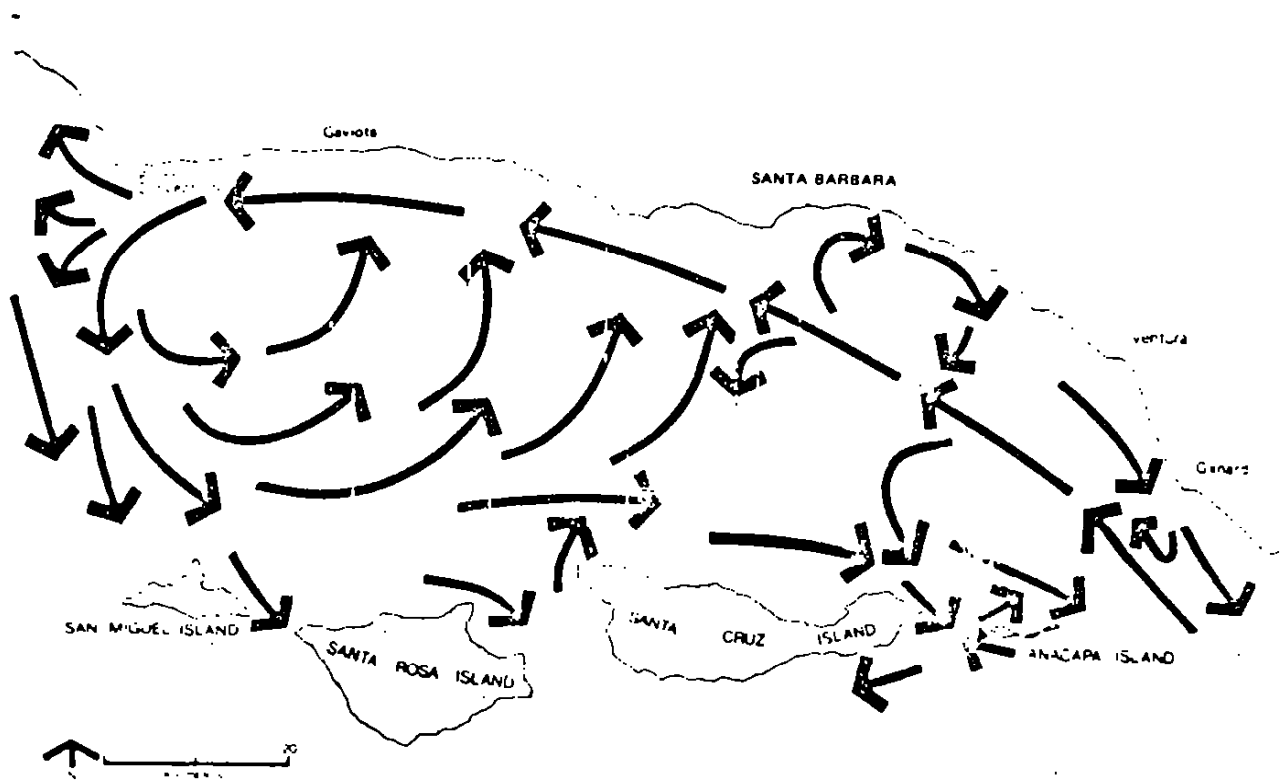 Gaviota
SANTA BARBARA
Ventura
SAN MIGUEL ISLAND
SANTA ROSA ISLAND
SANTA CRUZ ISLAND
ANACAPA ISLAND
20